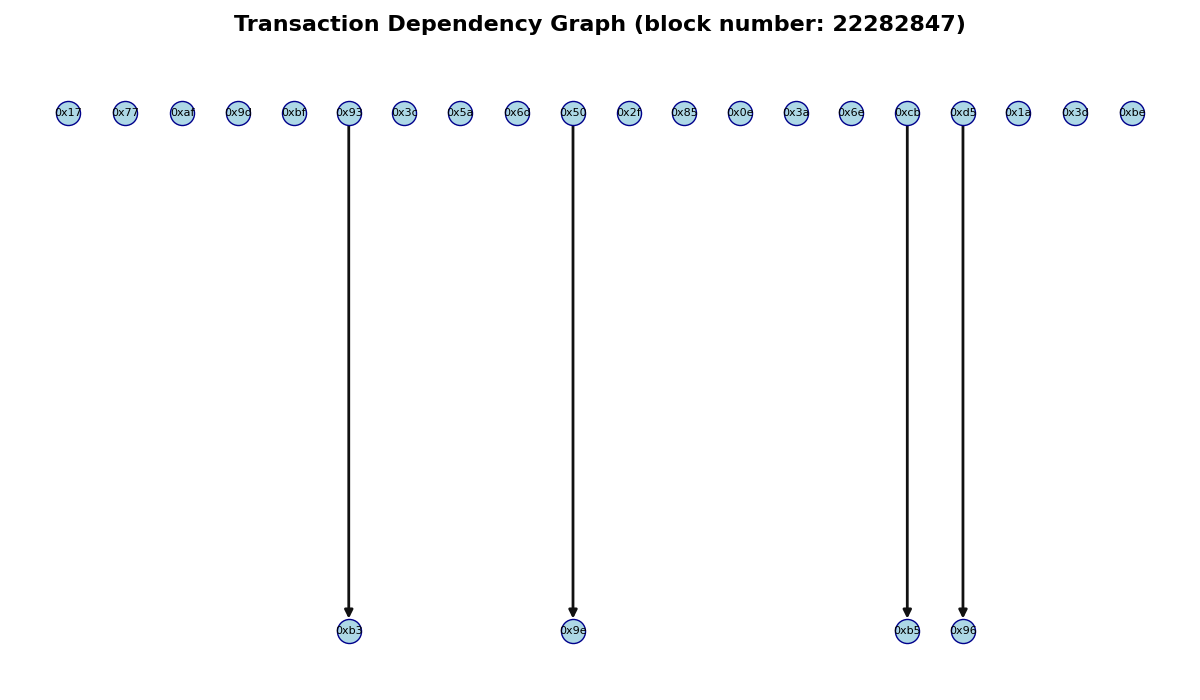 Transaction Dependency Graph (block number: 22282847)
0x17 0x77 0xaf 0x9d 0xbf 0x93 0x3c 0x5a 0x6d 0x50 0x2f 0x85 0x0e 0x3a 0x6e 0xcb 0xd5 0x1a 0x3d 0xbe
0xb3 0x9e 0xb5 0x96